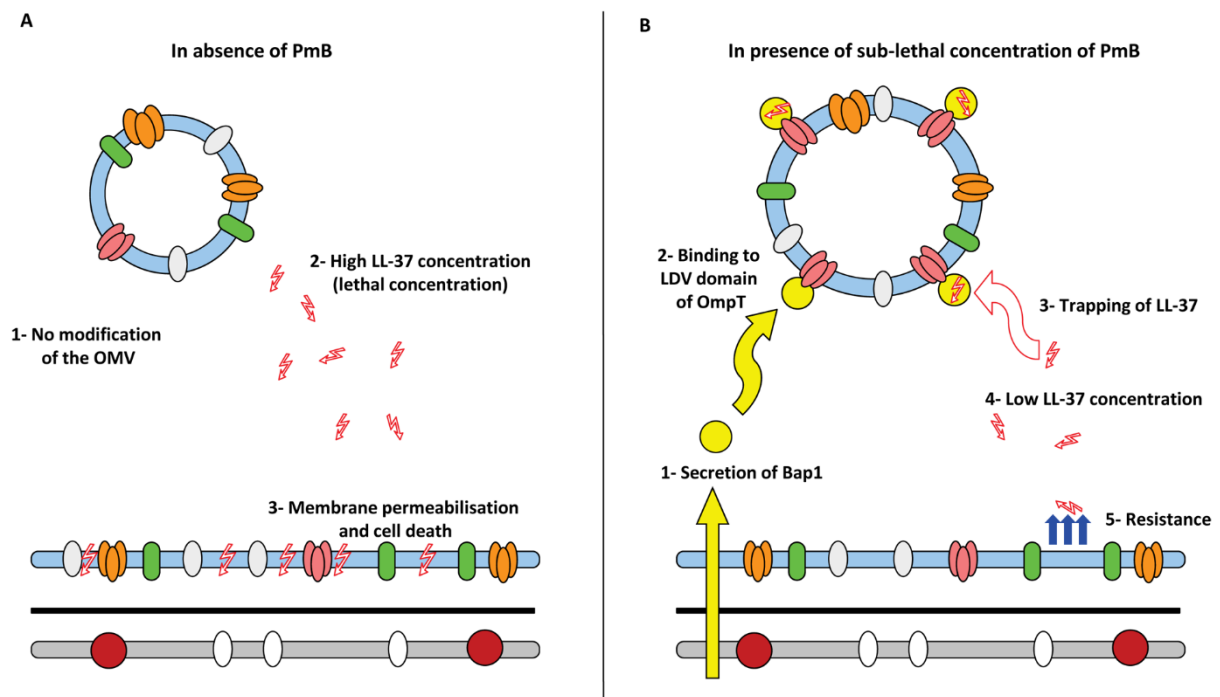 A
In absence of PmB
2- High LL-37 concentration
(lethal concentration)
1- No modification
of the OMV
3- Membrane permeabilisation
and cell death
B
In presence of sub-lethal concentration of PmB
2- Binding to
LDV domain
of OmpT
3- Trapping of LL-37
4- Low LL-37 concentration
1- Secretion of Bap1
5- Resistance